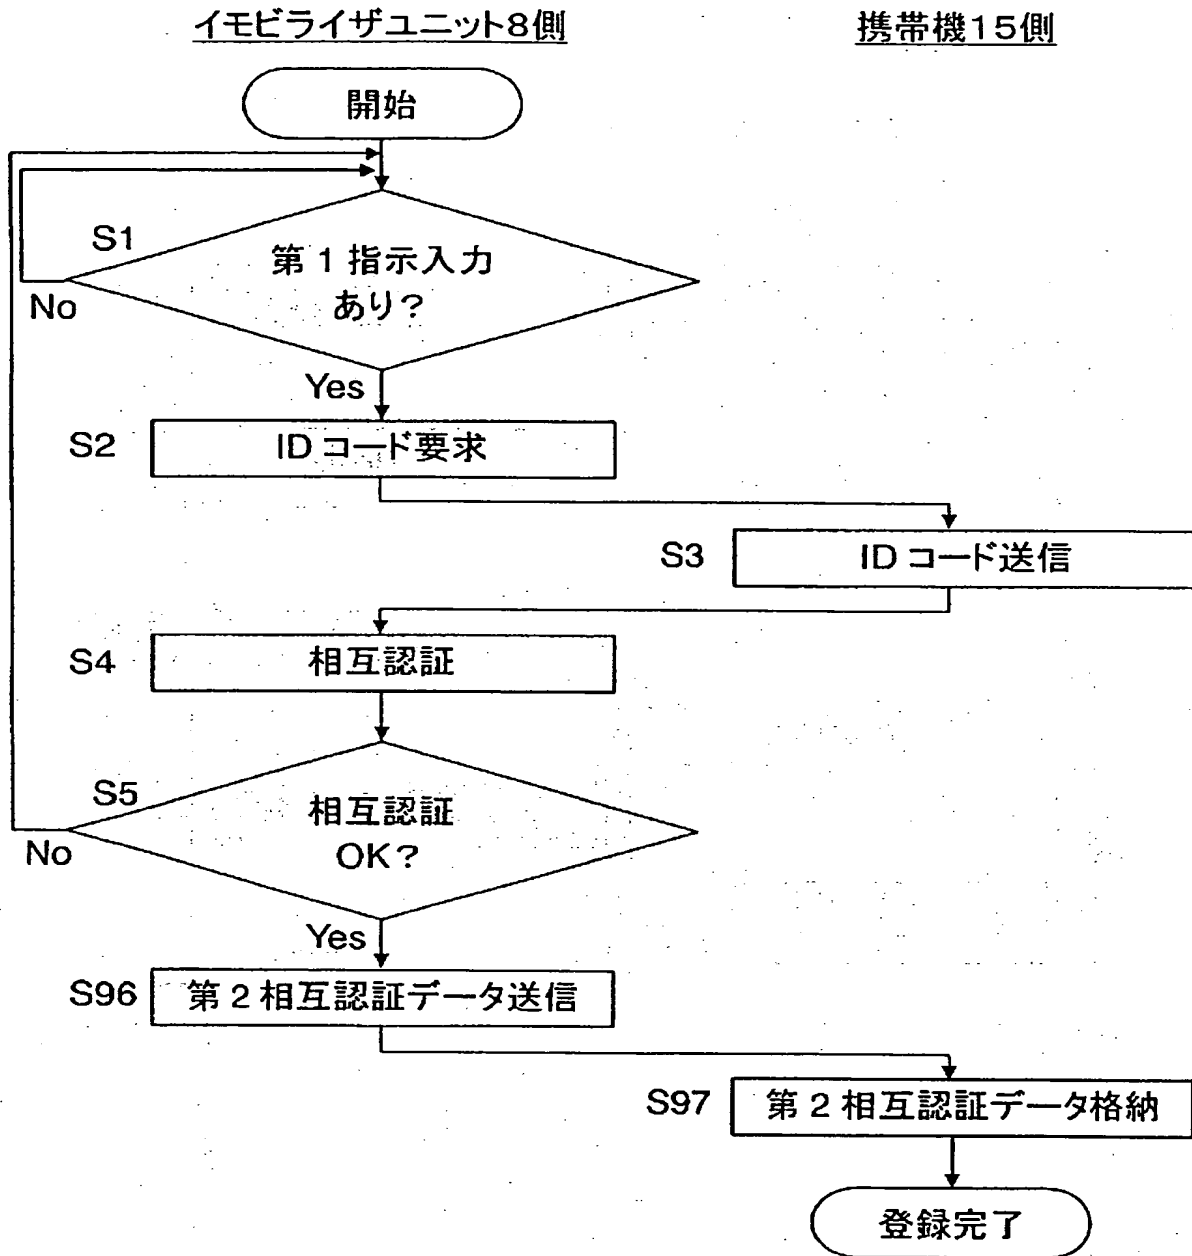 イモビライザユニット8側
携帯機15側
開始
S1
第1指示入力
あり?
No
Yes
S2
ID コード要求
S3
ID コード送信
S4
相互認証
S5
相互認証
OK?
No
Yes
S96
第2相互認証データ送信
S97
第2相互認証データ格納
登録完了